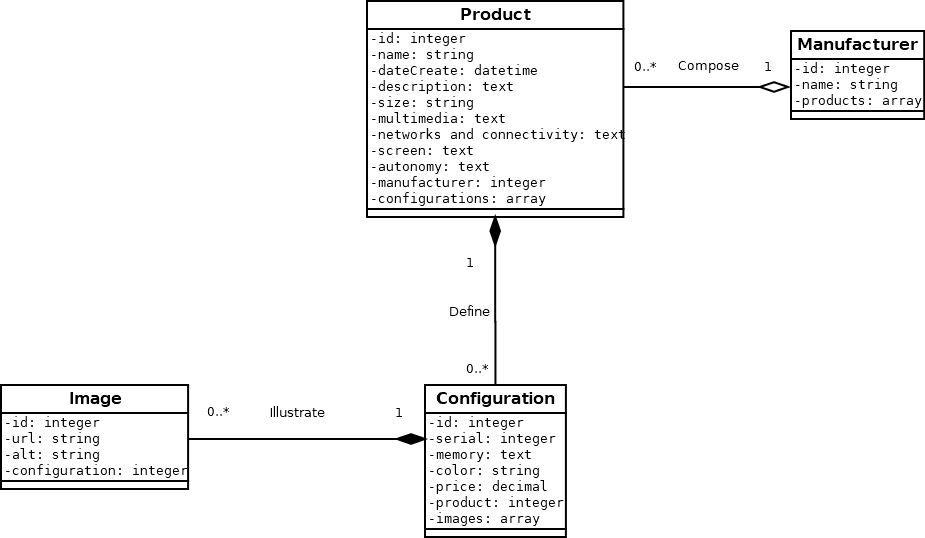 Product
-id: integer
-name: string
-dateCreate: datetime
-description: text
-size: string
-multimedia: text
-networks and connectivity: text
-screen: text
-autonomy: text
-manufacturer: integer
-configurations: array
0..* Compose 1
Manufacturer
-id: integer
-name: string
-products: array
1
Define
0..*
Image
-id: integer
-url: string
-alt: string
-configuration: integer
0..* Illustrate 1
Configuration
-id: integer
-serial: integer
-memory: text
-color: string
-price: decimal
-product: integer
-images: array